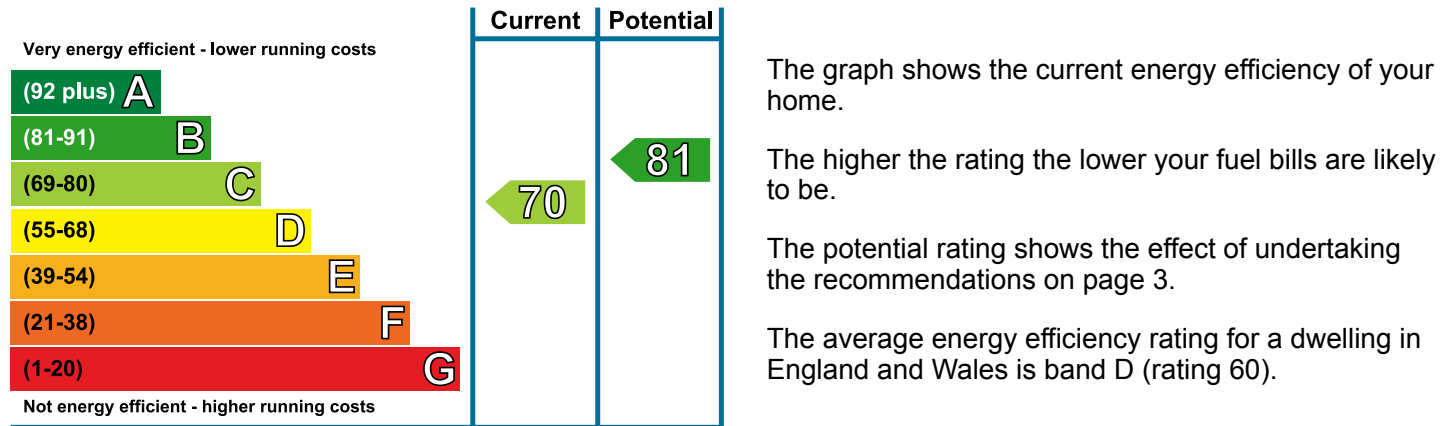 Current Potential
Very energy efficient - lower running costs
(92 plus) A
(81-91) B
(69-80) C
(55-68) D
(39-54) E
(21-38) F
(1-20) G
Not energy efficient - higher running costs
70
81
The graph shows the current energy efficiency of your
home.
The higher the rating the lower your fuel bills are likely
to be.
The potential rating shows the effect of undertaking
the recommendations on page 3.
The average energy efficiency rating for a dwelling in
England and Wales is band D (rating 60).